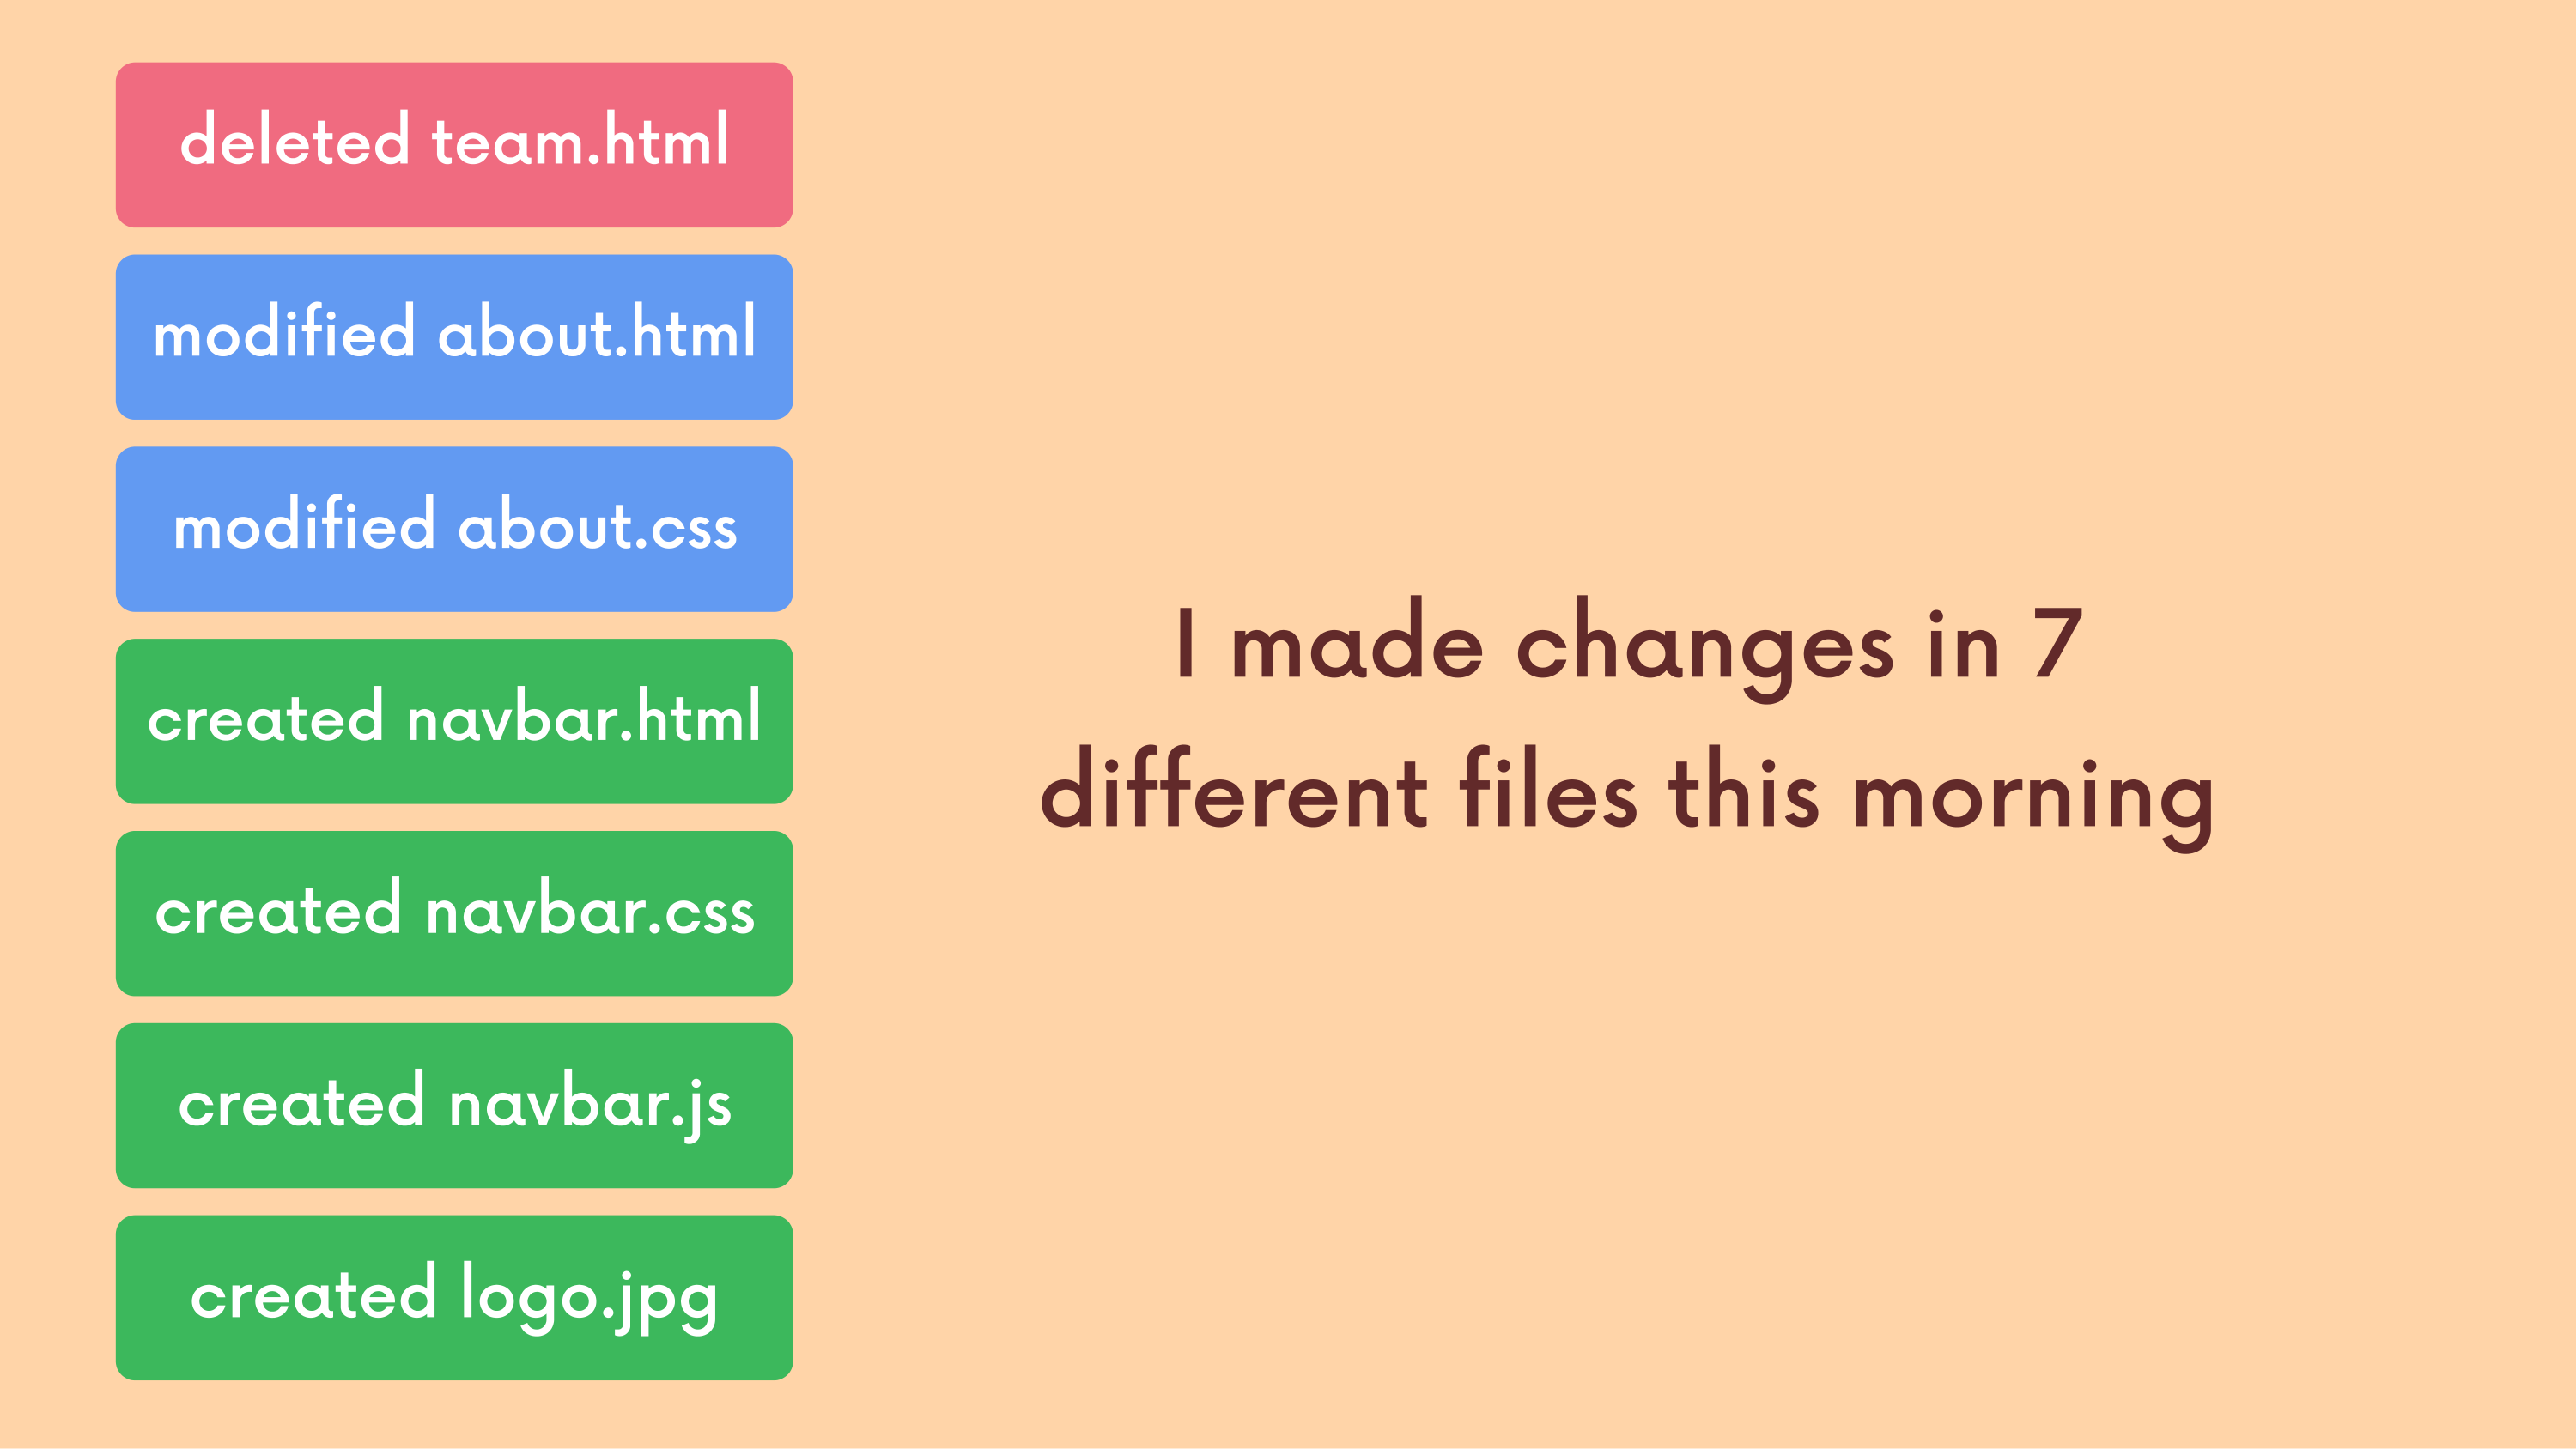 deleted team.html
modified about.html
modified about.css
created navbar.html
created navbar.css
created navbar.js
created logo.jpg
I made changes in 7
different files this morning